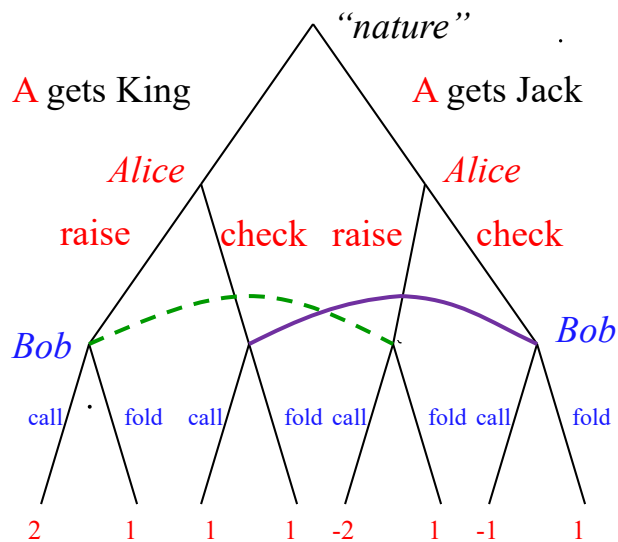 “nature”
A gets King
A gets Jack
Alice
Alice
raise
check
raise
check
Bob
Bob
call
fold
call
fold
call
fold
call
fold
2
1
1
1
-2
1
-1
1